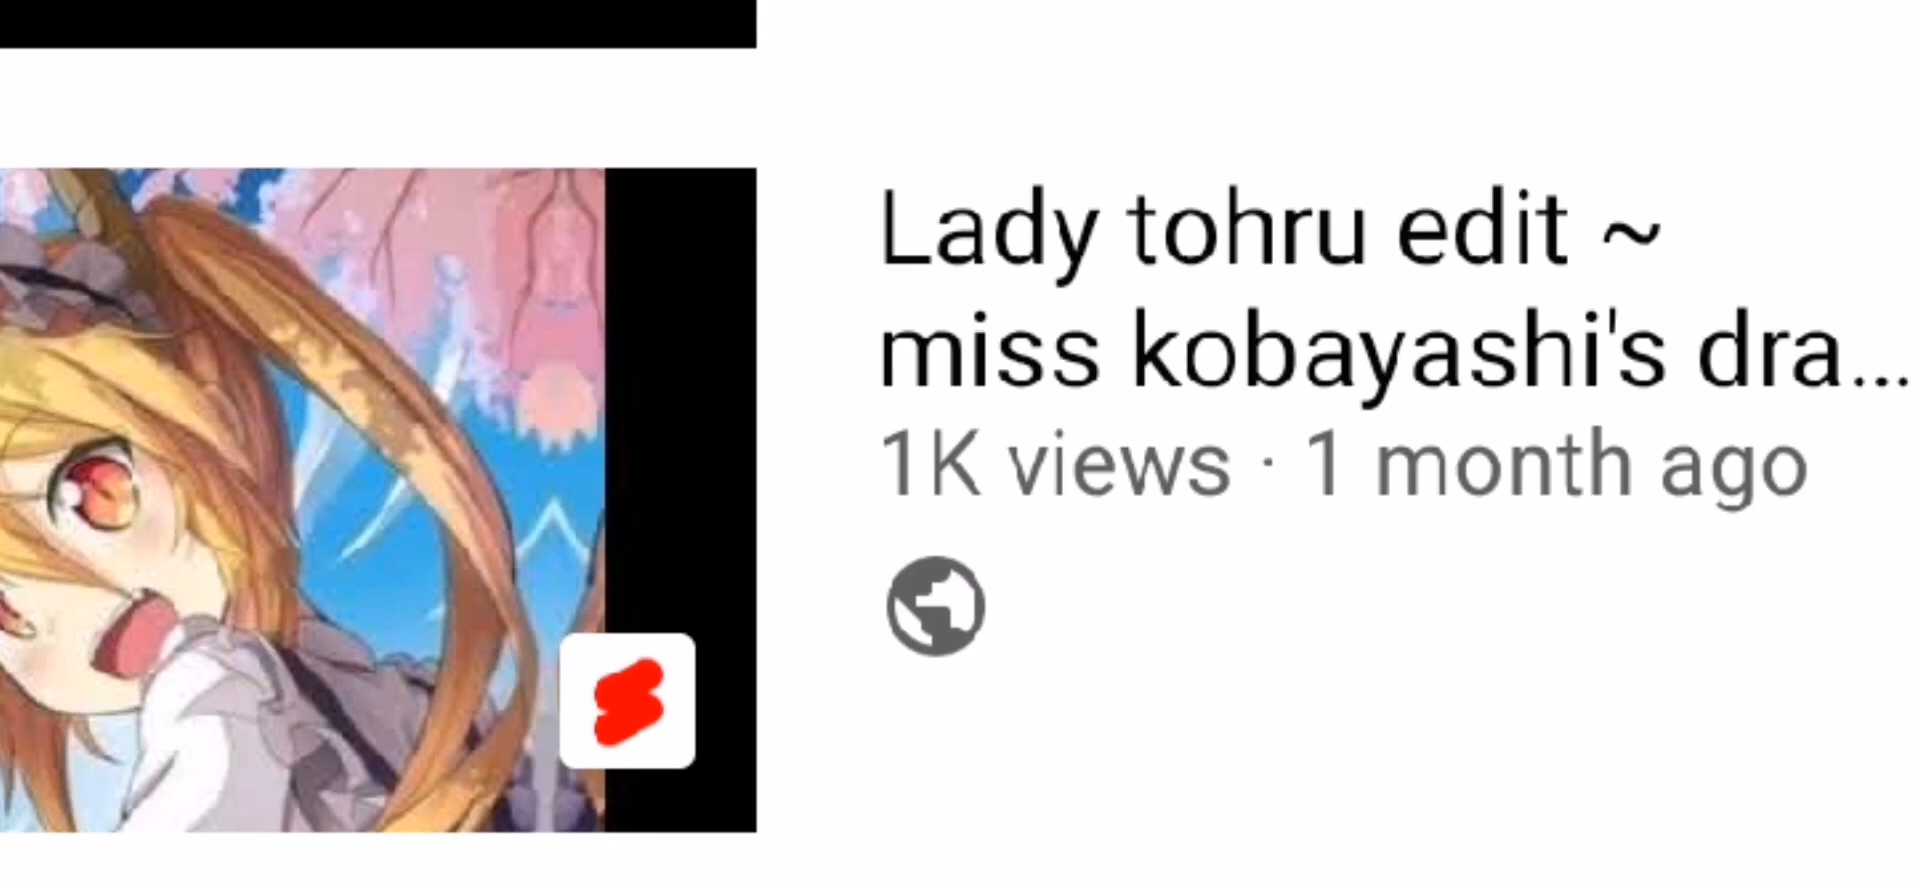 Lady tohru edit ~
miss kobayashi's dra...
1K views · 1 month ago